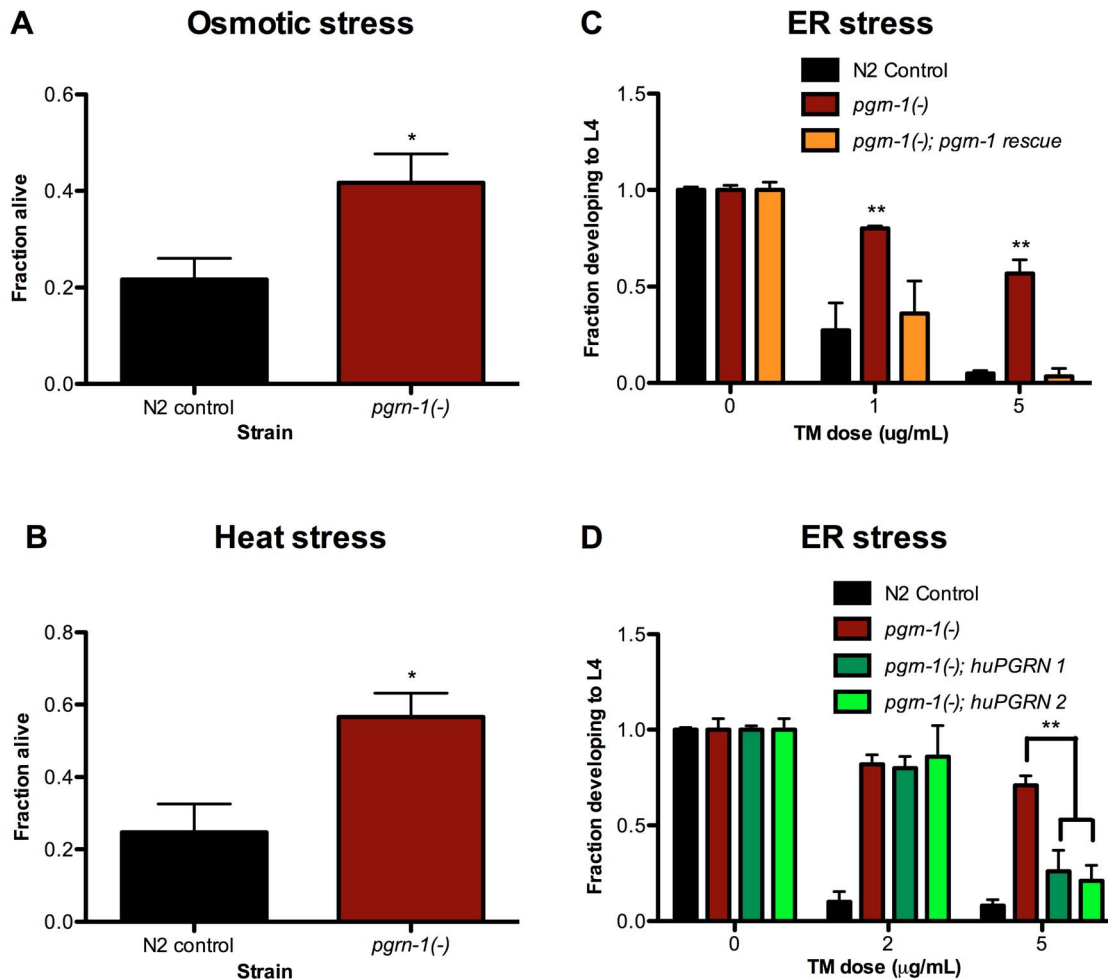 A
Osmotic stress
Fraction alive
0.6
0.4
0.2
0.0
*
N2 control
pgrn-1(-)
Strain
C
ER stress
N2 Control
pgrn-1(-)
pgrn-1(-); pgrn-1 rescue
Fraction developing to L4
1.5
1.0
0.5
0.0
**
**
0
1
5
TM dose (ug/mL)
B
Heat stress
Fraction alive
0.8
0.6
0.4
0.2
0.0
*
N2 control
pgrn-1(-)
Strain
D
ER stress
N2 Control
pgrn-1(-)
pgrn-1(-); huPGRN 1
pgrn-1(-); huPGRN 2
Fraction developing to L4
1.5
1.0
0.5
0.0
**
0
2
5
TM dose (μg/mL)